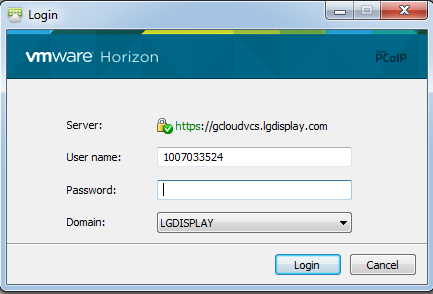 Login
vmware Horizon
PCoIP
Server: https://gcloudvcs.lgdisplay.com
User name: 1007033524
Password:
Domain: LGDISPLAY
Login Cancel